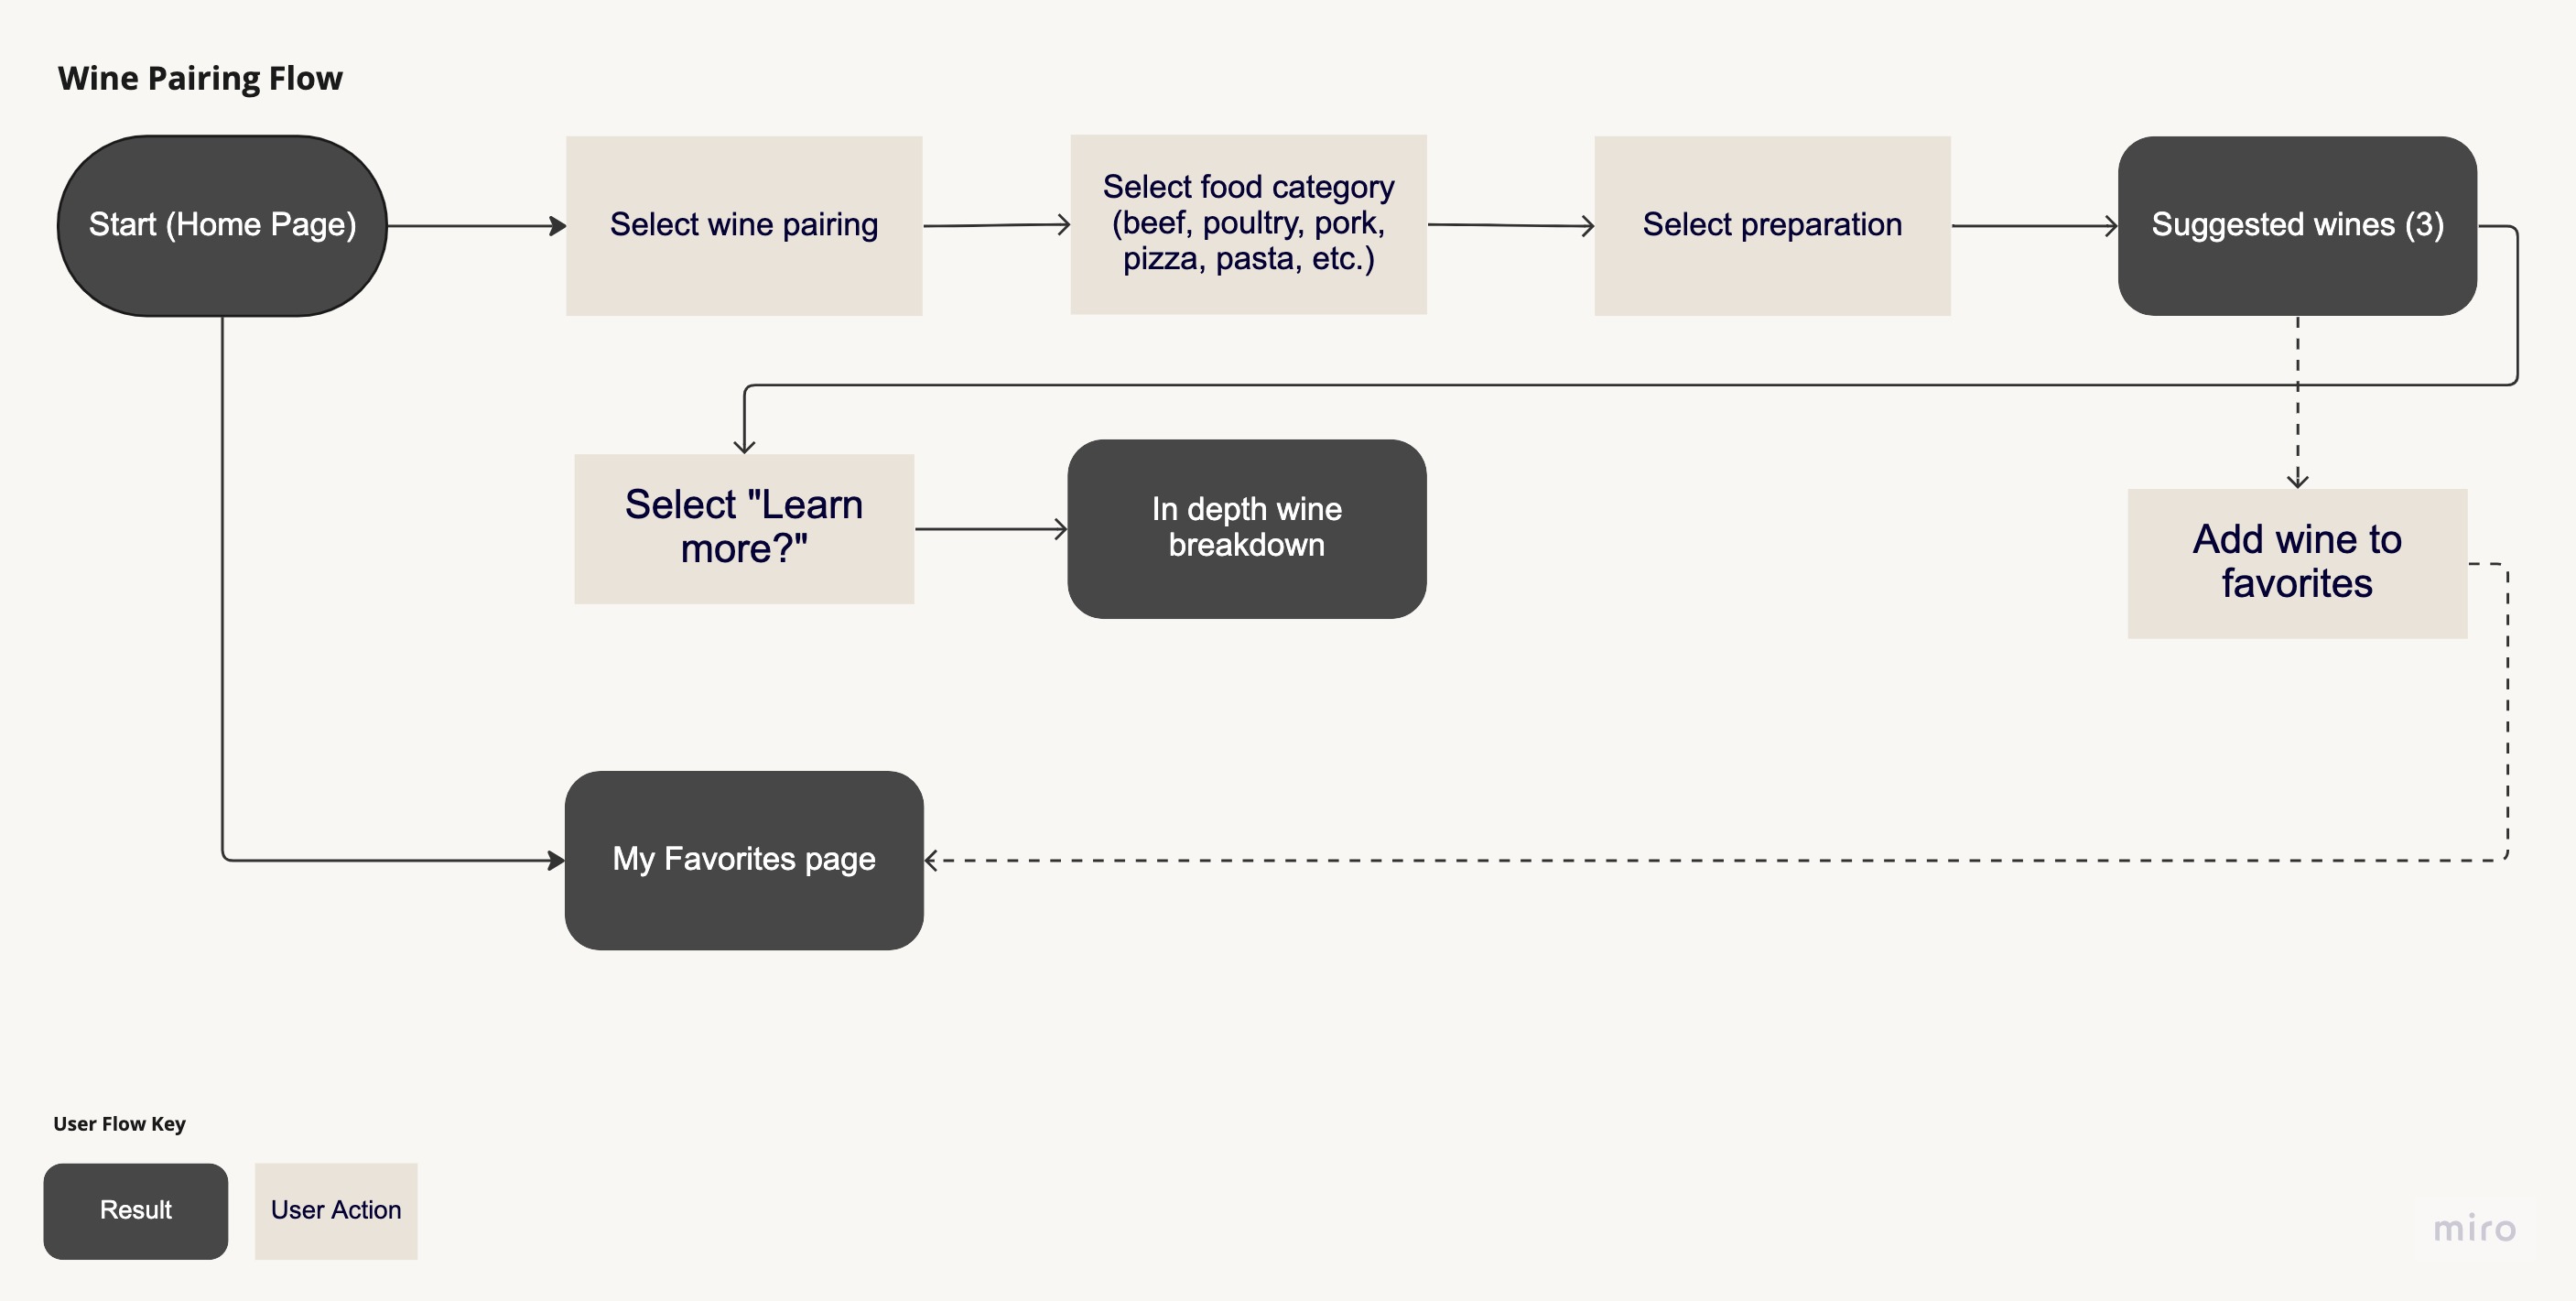 Wine Pairing Flow
Start (Home Page)
Select wine pairing
Select food category
(beef, poultry, pork,
pizza, pasta, etc.)
Select preparation
Suggested wines (3)
Select "Learn
more?"
In depth wine
breakdown
Add wine to
favorites
My Favorites page
User Flow Key
Result
User Action
miro